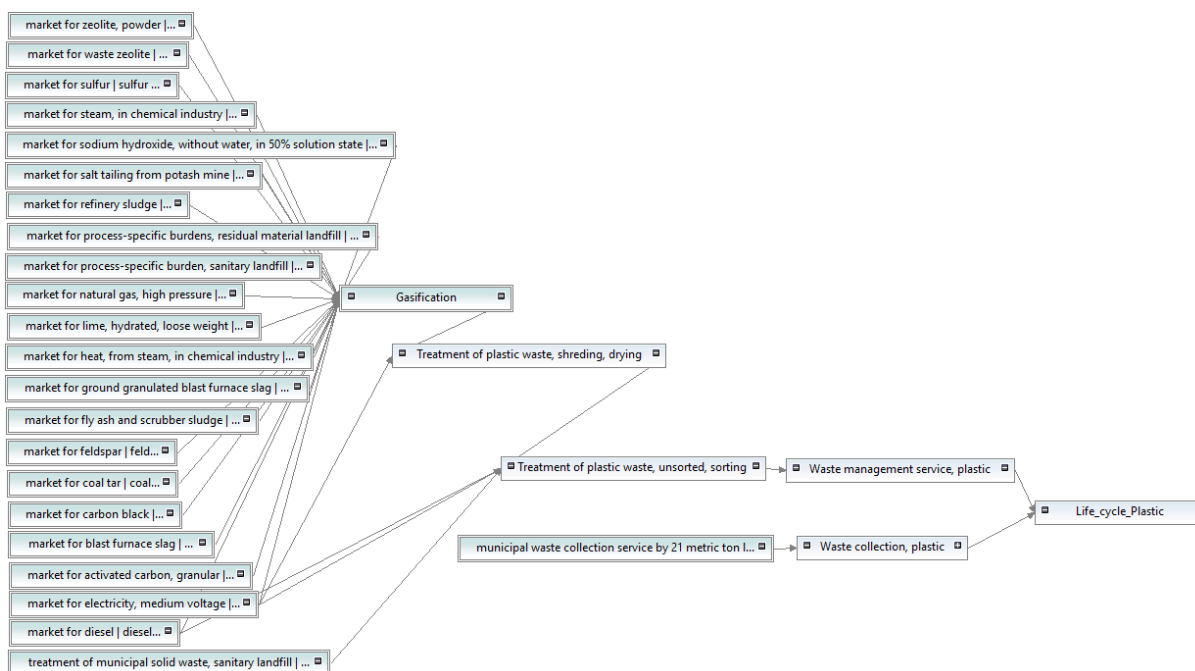 market for zeolite, powder |...
market for waste zeolite | ...
market for sulfur | sulfur ...
market for steam, in chemical industry |...
market for sodium hydroxide, without water, in 50% solution state |...
market for salt tailing from potash mine |...
market for refinery sludge |...
market for process-specific burdens, residual material landfill | ...
market for process-specific burden, sanitary landfill |...
market for natural gas, high pressure |...
Gasification
market for lime, hydrated, loose weight |...
market for heat, from steam, in chemical industry |...
Treatment of plastic waste, shreding, drying
market for ground granulated blast furnace slag | ...
market for fly ash and scrubber sludge | ...
market for feldspar | feld...
Treatment of plastic waste, unsorted, sorting
Waste management service, plastic
market for coal tar | coal...
market for carbon black |...
Life_cycle_Plastic
market for blast furnace slag | ...
municipal waste collection service by 21 metric ton l...
Waste collection, plastic
market for activated carbon, granular |...
market for electricity, medium voltage |...
market for diesel | diesel...
treatment of municipal solid waste, sanitary landfill | ...